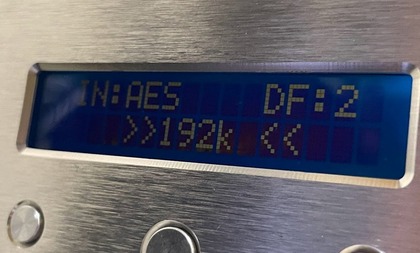 IN:AES DF:2
>>192k <<